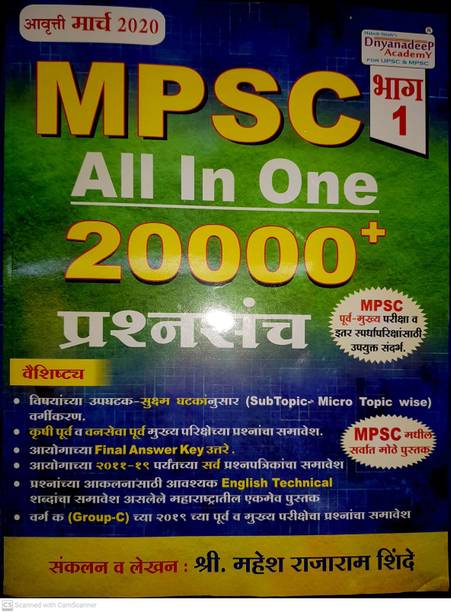 आवृत्ती मार्च 2020
Mahesh Shinde's
DnyanadeeP
AcademY
FOR UPSC & MPSC
MPSC
भाग
1
All In One
20000+
प्रश्नसंच
MPSC
पूर्व-मुख्य परीक्षा व
इतर स्पर्धापरिक्षांसाठी
उपयुक्त संदर्भ.
वैशिष्ट्य
• विषयांच्या उपघटक-सुक्ष्म घटकांनुसार (SubTopic- Micro Topic wise)
वर्गीकरण.
• कृषी पूर्व व वनसेवा पूर्व मुख्य परिक्षेच्या प्रश्नांचा समावेश.
• आयोगाच्या Final Answer Key उत्तरे .
• आयोगाच्या २०११-१९ पर्यंतच्या सर्व प्रश्नपत्रिकांचा समावेश
• प्रश्नांच्या आकलनासाठी आवश्यक English Technical
शब्दांचा समावेश असलेले महाराष्ट्रातील एकमेव पुस्तक
• वर्ग क (Group-C) च्या २०१९ च्या पूर्व व मुख्य परीक्षेचा प्रश्नांचा समावेश
MPSC मधील
सर्वात मोठे पुस्तक
संकलन व लेखन : श्री. महेश राजाराम शिंदे
CS Scanned with CamScanner